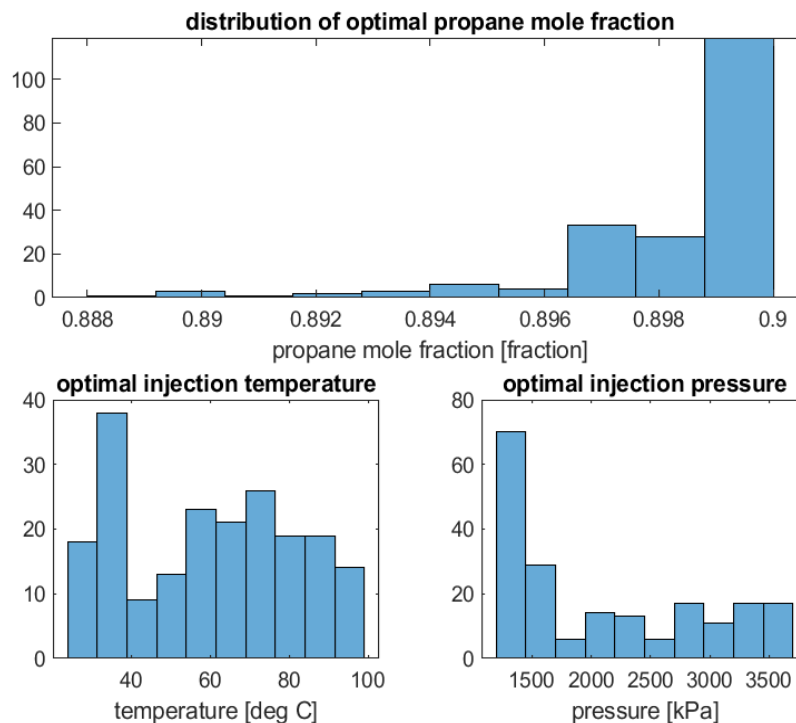 distribution of optimal propane mole fraction
100
80
60
40
20
0
0.888 0.89 0.892 0.894 0.896 0.898 0.9
propane mole fraction [fraction]
optimal injection temperature
40
30
20
10
0
40 60 80 100
temperature [deg C]
optimal injection pressure
80
60
40
20
0
1500 2000 2500 3000 3500
pressure [kPa]